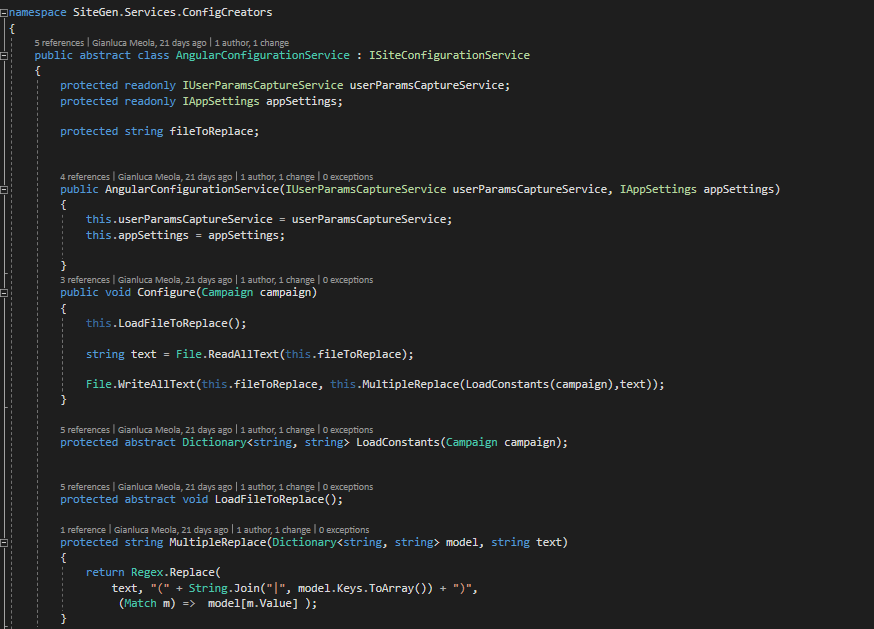 namespace SiteGen.Services.ConfigCreators
{
5 references | Gianluca Meola, 21 days ago | 1 author, 1 change
public abstract class AngularConfigurationService : ISiteConfigurationService
{
protected readonly IUserParamsCaptureService userParamsCaptureService;
protected readonly IAppSettings appSettings;
protected string fileToReplace;
4 references | Gianluca Meola, 21 days ago | 1 author, 1 change | 0 exceptions
public AngularConfigurationService(IUserParamsCaptureService userParamsCaptureService, IAppSettings appSettings)
{
this.userParamsCaptureService = userParamsCaptureService;
this.appSettings = appSettings;
}
3 references | Gianluca Meola, 21 days ago | 1 author, 1 change | 0 exceptions
public void Configure(Campaign campaign)
{
this.LoadFileToReplace();
string text = File.ReadAllText(this.fileToReplace);
File.WriteAllText(this.fileToReplace, this.MultipleReplace(LoadConstants(campaign),text));
}
5 references | Gianluca Meola, 21 days ago | 1 author, 1 change | 0 exceptions
protected abstract Dictionary<string, string> LoadConstants(Campaign campaign);
5 references | Gianluca Meola, 21 days ago | 1 author, 1 change | 0 exceptions
protected abstract void LoadFileToReplace();
1 reference | Gianluca Meola, 21 days ago | 1 author, 1 change | 0 exceptions
protected string MultipleReplace(Dictionary<string, string> model, string text)
{
return Regex.Replace(
text, "(" + String.Join("|", model.Keys.ToArray()) + ")",
(Match m) =>  model[m.Value] );
}